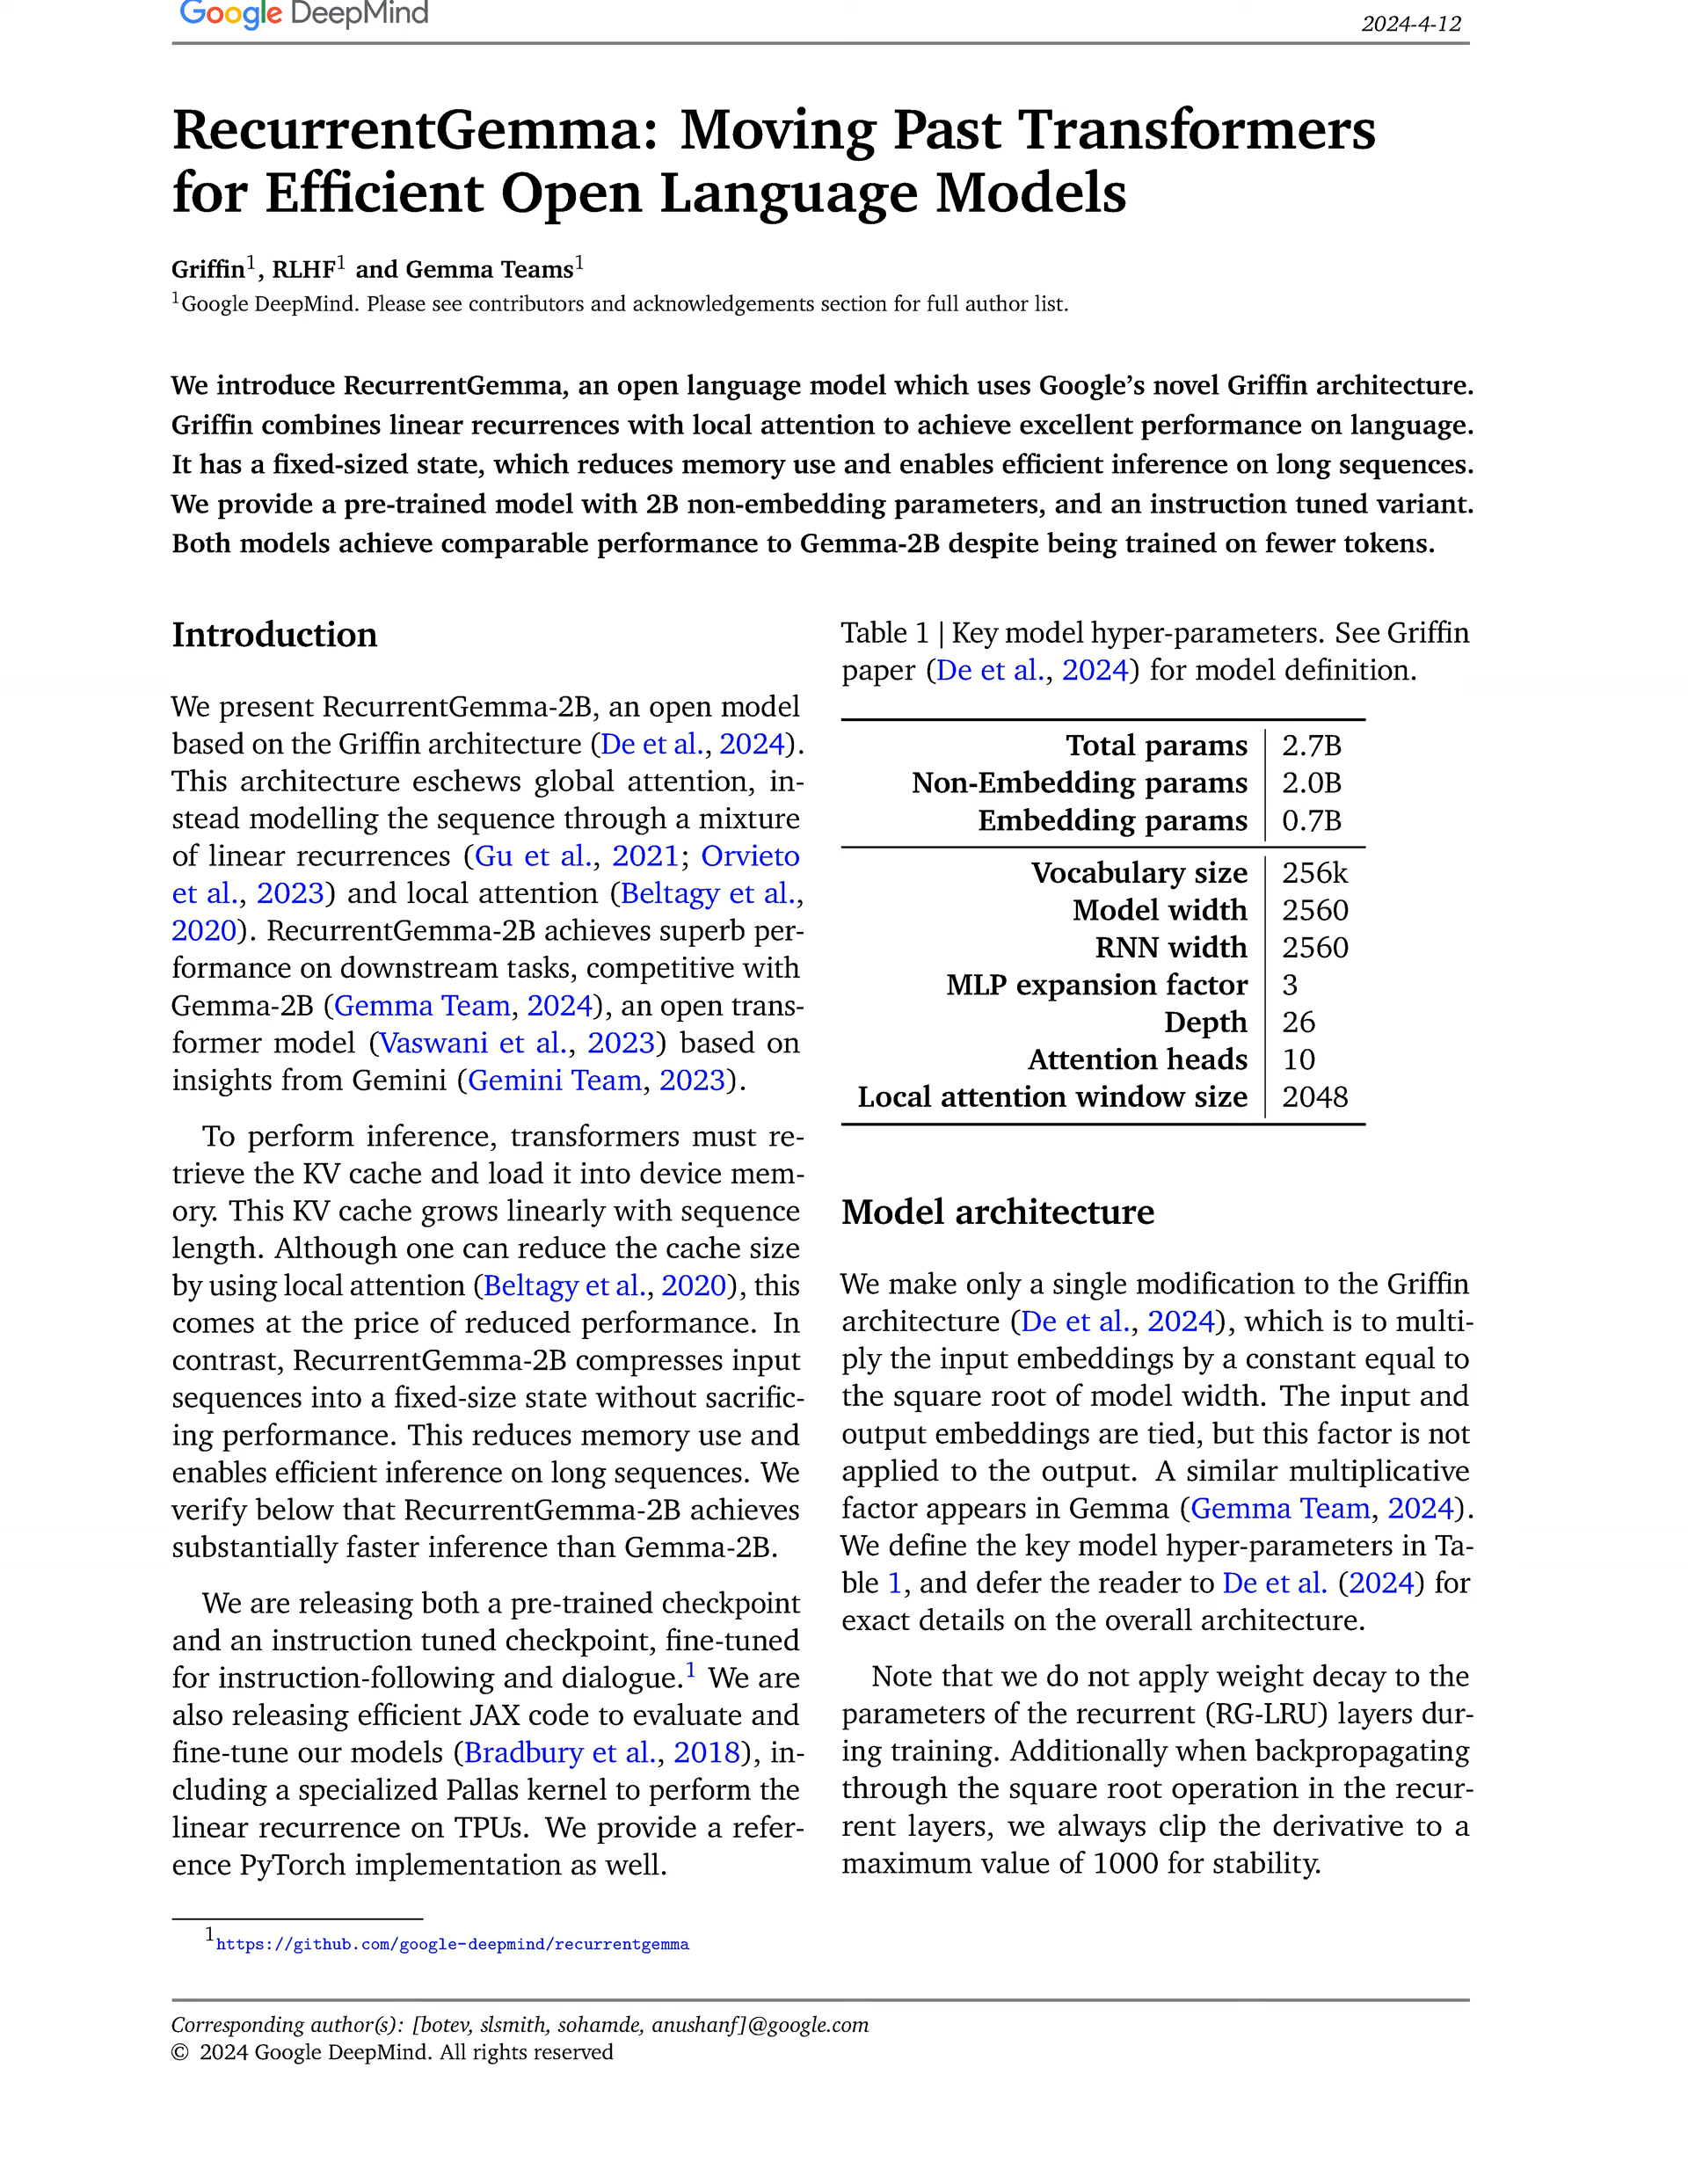 Google DeepMind
2024-4-12
RecurrentGemma: Moving Past Transformers
for Efficient Open Language Models
Griffin1, RLHF1 and Gemma Teams1
1Google DeepMind. Please see contributors and acknowledgements section for full author list.
We introduce RecurrentGemma, an open language model which uses Google's novel Griffin architecture.
Griffin combines linear recurrences with local attention to achieve excellent performance on language.
It has a fixed-sized state, which reduces memory use and enables efficient inference on long sequences.
We provide a pre-trained model with 2B non-embedding parameters, and an instruction tuned variant.
Both models achieve comparable performance to Gemma-2B despite being trained on fewer tokens.
Introduction
We present RecurrentGemma-2B, an open model
based on the Griffin architecture (De et al., 2024).
This architecture eschews global attention, in-
stead modelling the sequence through a mixture
of linear recurrences (Gu et al., 2021; Orvieto
et al., 2023) and local attention (Beltagy et al.,
2020). RecurrentGemma-2B achieves superb per-
formance on downstream tasks, competitive with
Gemma-2B (Gemma Team, 2024), an open trans-
former model (Vaswani et al., 2023) based on
insights from Gemini (Gemini Team, 2023).
To perform inference, transformers must re-
trieve the KV cache and load it into device mem-
ory. This KV cache grows linearly with sequence
length. Although one can reduce the cache size
by using local attention (Beltagy et al., 2020), this
comes at the price of reduced performance. In
contrast, RecurrentGemma-2B compresses input
sequences into a fixed-size state without sacrific-
ing performance. This reduces memory use and
enables efficient inference on long sequences. We
verify below that RecurrentGemma-2B achieves
substantially faster inference than Gemma-2B.
We are releasing both a pre-trained checkpoint
and an instruction tuned checkpoint, fine-tuned
for instruction-following and dialogue.1 We are
also releasing efficient JAX code to evaluate and
fine-tune our models (Bradbury et al., 2018), in-
cluding a specialized Pallas kernel to perform the
linear recurrence on TPUs. We provide a refer-
ence PyTorch implementation as well.
1https://github.com/google-deepmind/recurrentgemma
Table 1 | Key model hyper-parameters. See Griffin
paper (De et al., 2024) for model definition.
Total params 2.7B
Non-Embedding params 2.0B
Embedding params 0.7B
Vocabulary size 256k
Model width 2560
RNN width 2560
MLP expansion factor 3
Depth 26
Attention heads 10
Local attention window size 2048
Model architecture
We make only a single modification to the Griffin
architecture (De et al., 2024), which is to multi-
ply the input embeddings by a constant equal to
the square root of model width. The input and
output embeddings are tied, but this factor is not
applied to the output. A similar multiplicative
factor appears in Gemma (Gemma Team, 2024).
We define the key model hyper-parameters in Ta-
ble 1, and defer the reader to De et al. (2024) for
exact details on the overall architecture.
Note that we do not apply weight decay to the
parameters of the recurrent (RG-LRU) layers dur-
ing training. Additionally when backpropagating
through the square root operation in the recur-
rent layers, we always clip the derivative to a
maximum value of 1000 for stability.
Corresponding author(s): [botev, slsmith, sohamde, anushanf]@google.com
© 2024 Google DeepMind. All rights reserved